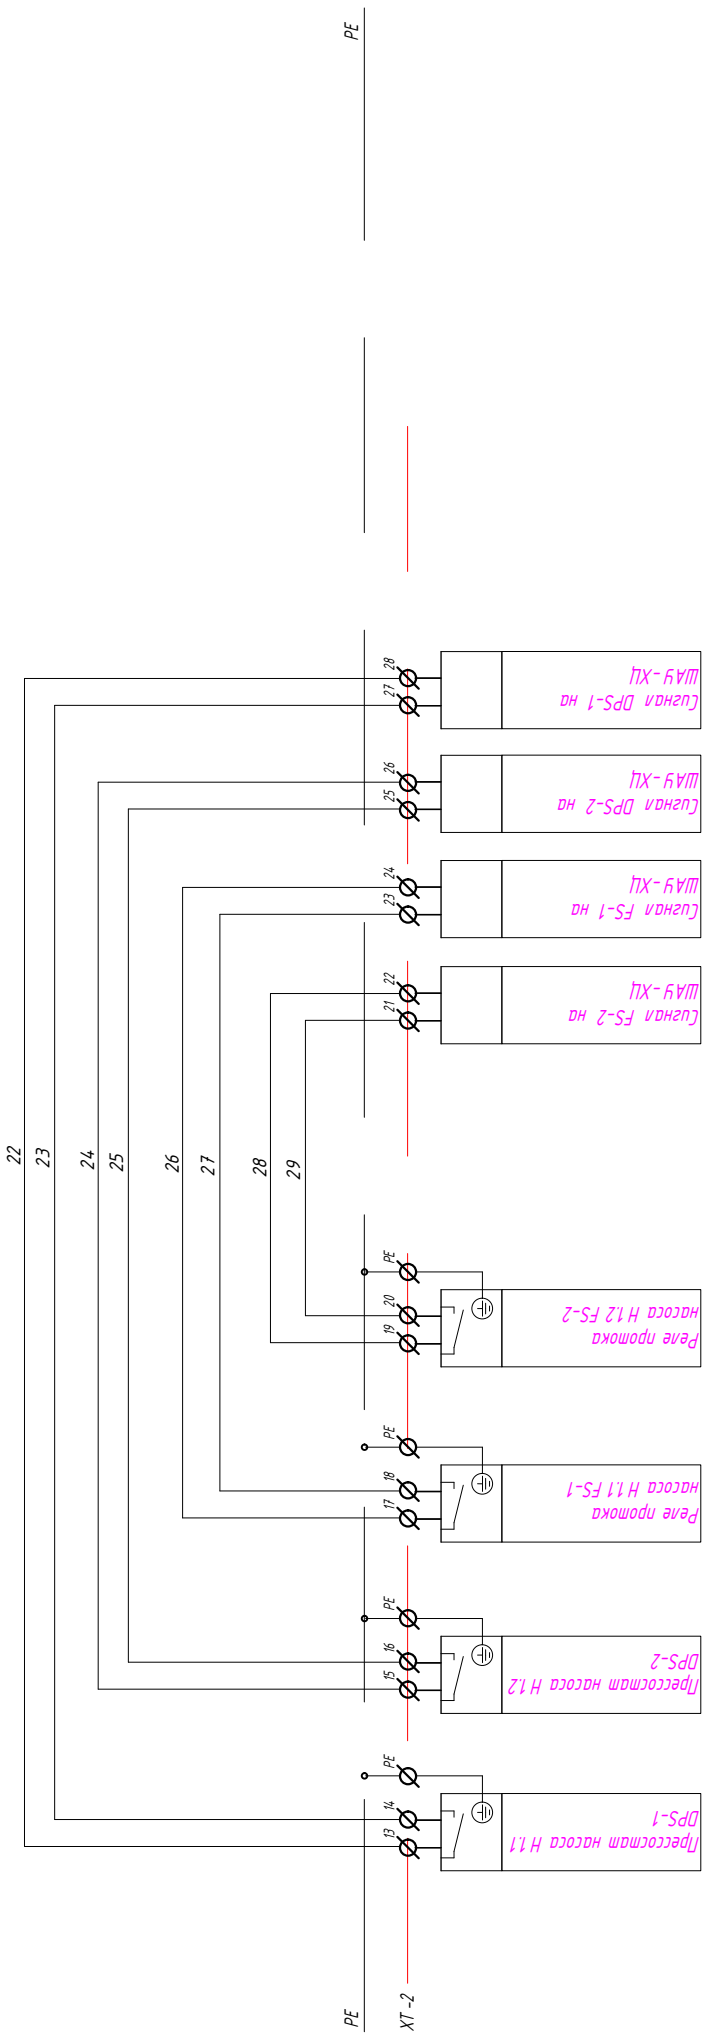 PE
28
27
Сигнал DPS-1 на
ШАУ-ХЦ
26
25
Сигнал DPS-2 на
ШАУ-ХЦ
24
23
Сигнал FS-1 на
ШАУ-ХЦ
22
21
Сигнал FS-2 на
ШАУ-ХЦ
22
23
24
25
26
27
28
29
PE
20
19
Реле протока
насоса Н1.2 FS-2
PE
18
17
Реле протока
насоса Н1.1 FS-1
PE
16
15
Прессостат насоса Н1.2
DPS-2
PE
14
13
Прессостат насоса Н1.1
DPS-1
PE
XT-2